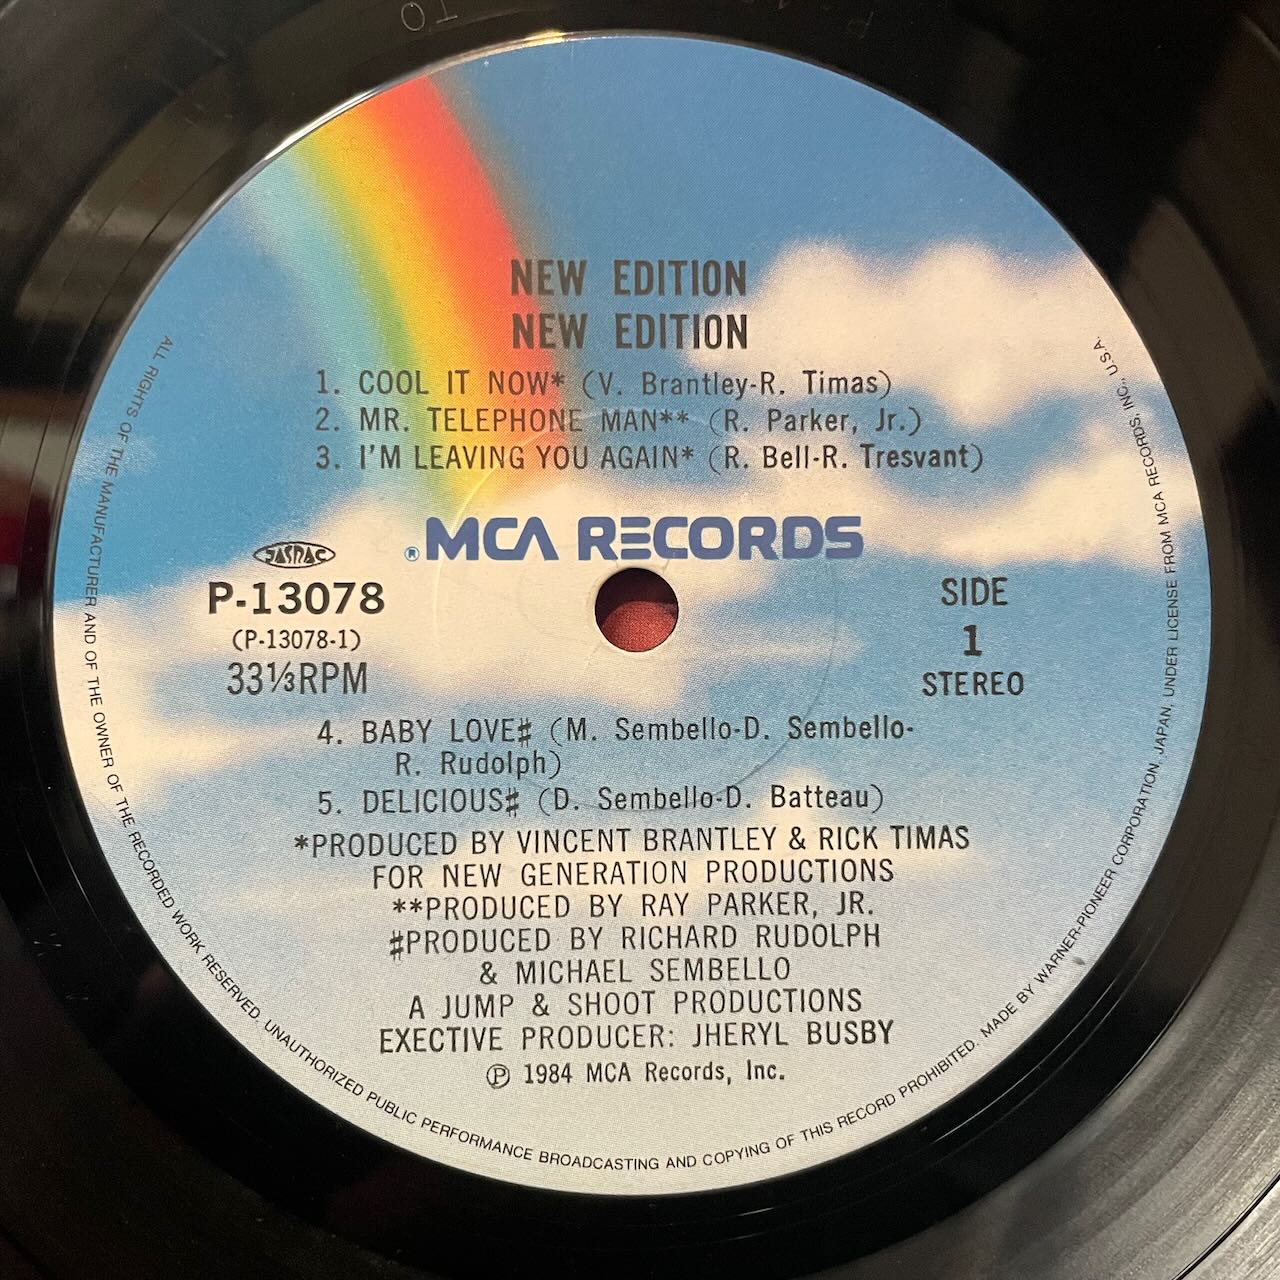 NEW EDITION
NEW EDITION
1. COOL IT NOW* (V. Brantley-R. Timas)
2. MR. TELEPHONE MAN** (R. Parker, Jr.)
3. I'M LEAVING YOU AGAIN* (R. Bell-R. Tresvant)
®MCA RECORDS
JASRAC
P-13078
(P-13078-1)
33⅓RPM
SIDE
1
STEREO
4. BABY LOVE♯ (M. Sembello-D. Sembello-
R. Rudolph)
5. DELICIOUS♯ (D. Sembello-D. Batteau)
*PRODUCED BY VINCENT BRANTLEY & RICK TIMAS
FOR NEW GENERATION PRODUCTIONS
**PRODUCED BY RAY PARKER, JR.
♯PRODUCED BY RICHARD RUDOLPH
& MICHAEL SEMBELLO
A JUMP & SHOOT PRODUCTIONS
EXECTIVE PRODUCER: JHERYL BUSBY
℗ 1984 MCA Records, Inc.
ALL RIGHTS OF THE MANUFACTURER AND OF THE OWNER OF THE RECORDED WORK RESERVED. UNAUTHORIZED PUBLIC PERFORMANCE BROADCASTING AND COPYING OF THIS RECORD PROHIBITED. MADE BY WARNER-PIONEER CORPORATION, JAPAN, UNDER LICENSE FROM MCA RECORDS, INC., U.S.A.